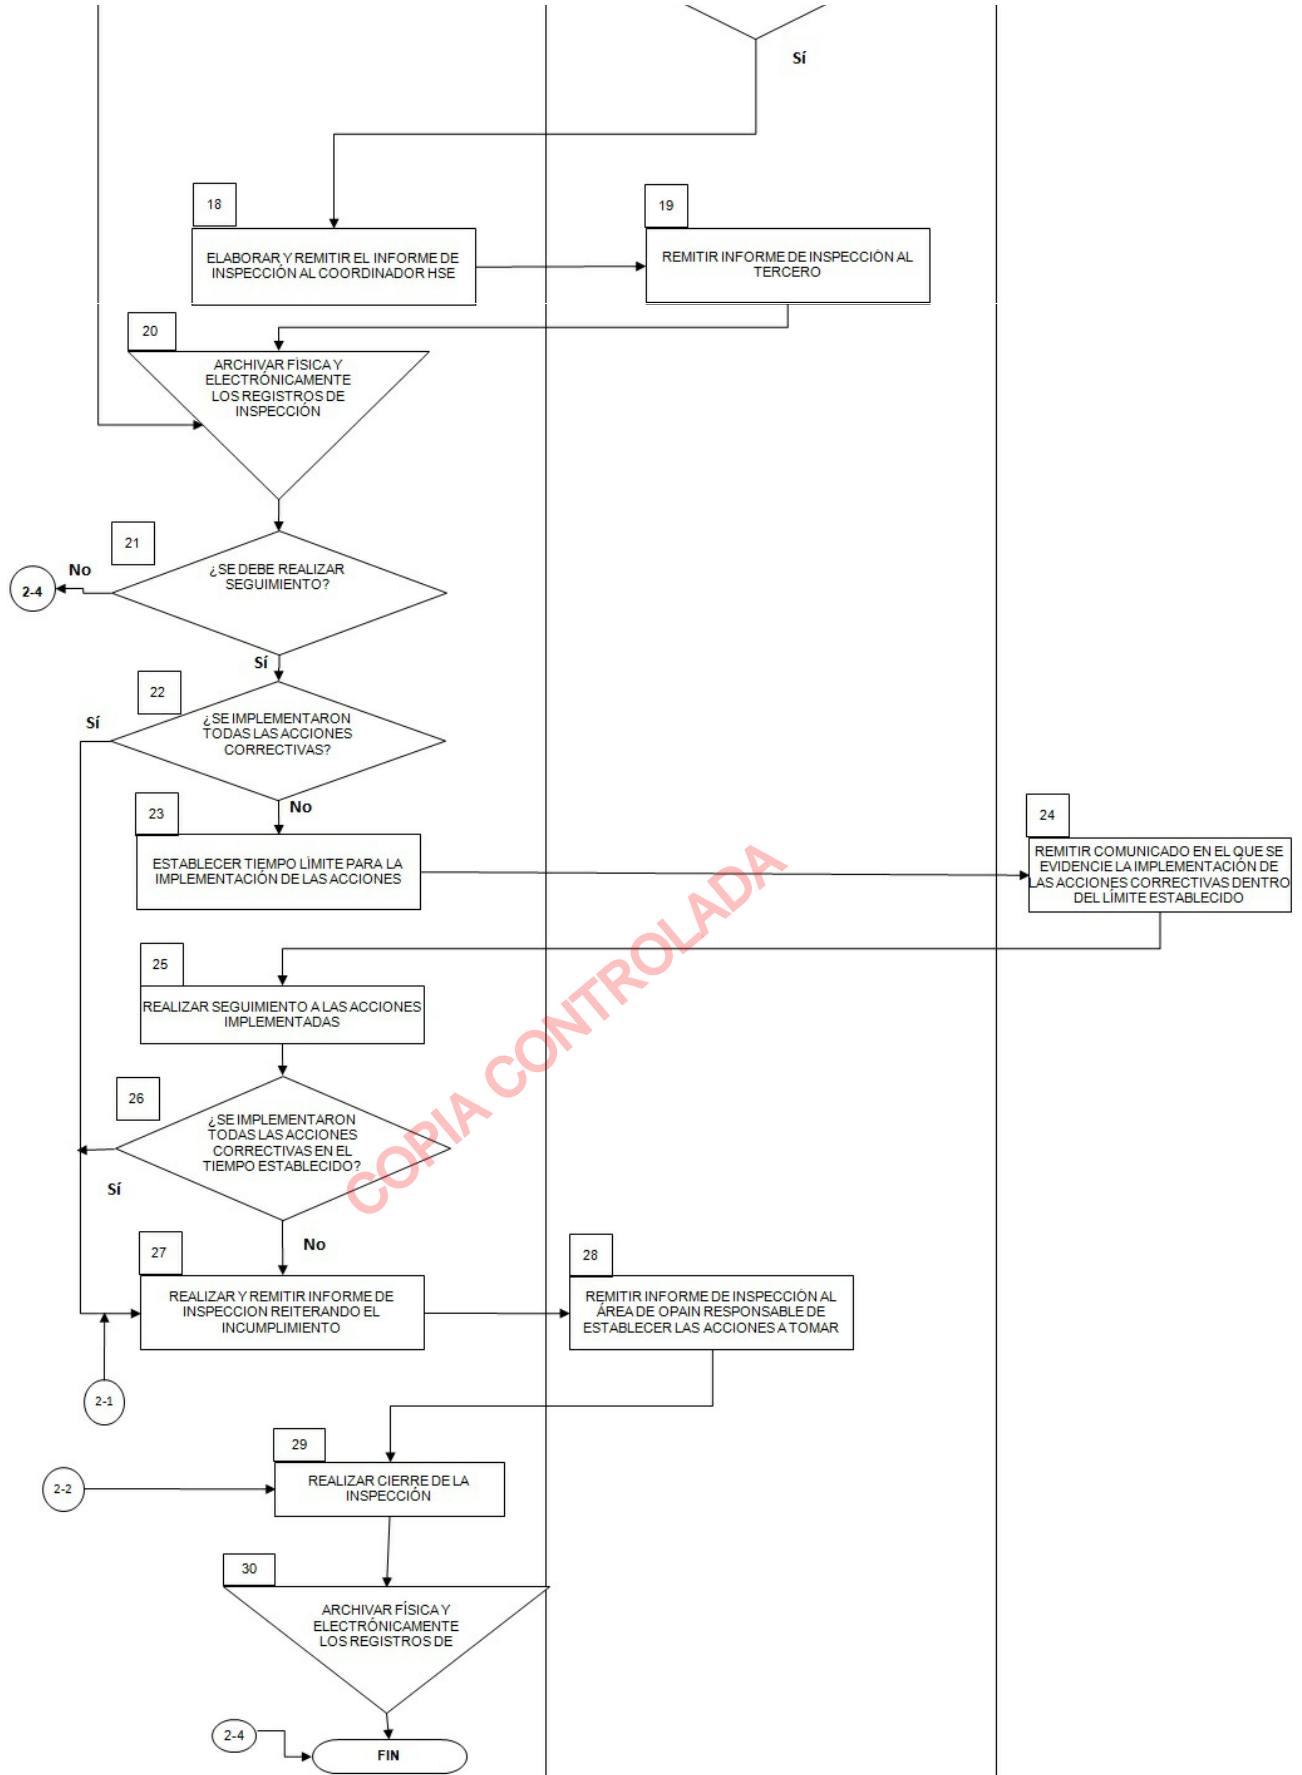 Sí
18
19
ELABORAR Y REMITIR EL INFORME DE
INSPECCIÓN AL COORDINADOR HSE
REMITIR INFORME DE INSPECCIÓN AL
TERCERO
20
ARCHIVAR FÍSICA Y
ELECTRÓNICAMENTE
LOS REGISTROS DE
INSPECCIÓN
21
¿SE DEBE REALIZAR
SEGUIMIENTO?
No
2-4
Sí
22
¿SE IMPLEMENTARON
TODAS LAS ACCIONES
CORRECTIVAS?
Sí
No
23
ESTABLECER TIEMPO LÍMITE PARA LA
IMPLEMENTACIÓN DE LAS ACCIONES
24
REMITIR COMUNICADO EN EL QUE SE
EVIDENCIE LA IMPLEMENTACIÓN DE
LAS ACCIONES CORRECTIVAS DENTRO
DEL LÍMITE ESTABLECIDO
25
REALIZAR SEGUIMIENTO A LAS ACCIONES
IMPLEMENTADAS
26
¿SE IMPLEMENTARON
TODAS LAS ACCIONES
CORRECTIVAS EN EL
TIEMPO ESTABLECIDO?
Sí
No
27
REALIZAR Y REMITIR INFORME DE
INSPECCION REITERANDO EL
INCUMPLIMIENTO
28
REMITIR INFORME DE INSPECCIÓN AL
ÁREA DE OPAIN RESPONSABLE DE
ESTABLECER LAS ACCIONES A TOMAR
2-1
29
REALIZAR CIERRE DE LA
INSPECCIÓN
2-2
30
ARCHIVAR FÍSICA Y
ELECTRÓNICAMENTE
LOS REGISTROS DE
2-4
FIN
COPIA CONTROLADA